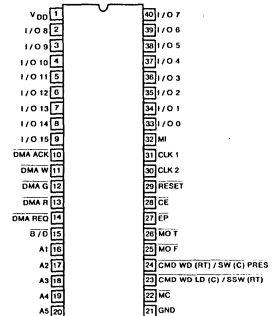 VDD 1
I/O 8 2
I/O 9 3
I/O 10 4
I/O 11 5
I/O 12 6
I/O 13 7
I/O 14 8
I/O 15 9
DMA ACK 10
DMA W 11
DMA G 12
DMA R 13
DMA REQ 14
B/D 15
A1 16
A2 17
A3 18
A4 19
A5 20
40 I/O 7
39 I/O 6
38 I/O 5
37 I/O 4
36 I/O 3
35 I/O 2
34 I/O 1
33 I/O 0
32 MI
31 CLK 1
30 CLK 2
29 RESET
28 CE
27 EP
26 MO T
25 MO F
24 CMD WD (RT) / SW (C) PRES
23 CMD WD LD (C) / SSW (RT)
22 MC
21 GND